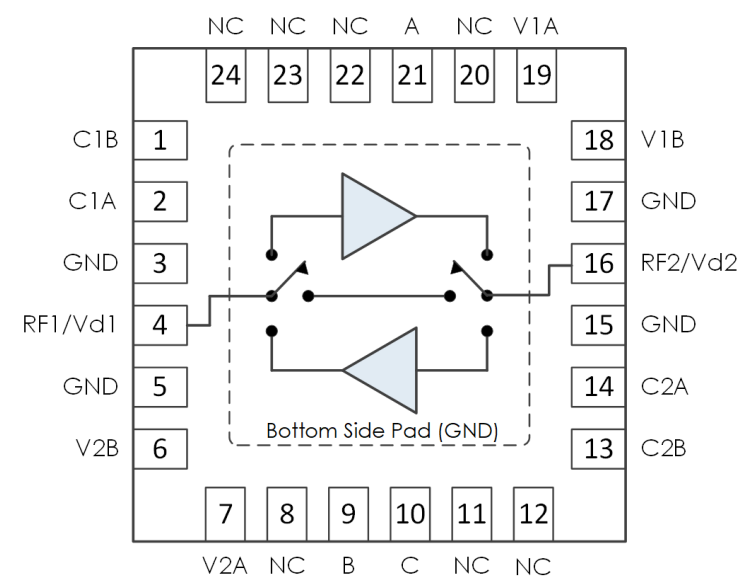 NC NC NC A NC V1A
24 23 22 21 20 19
C1B 1 18 V1B
C1A 2 17 GND
GND 3 16 RF2/Vd2
RF1/Vd1 4 15 GND
GND 5 14 C2A
Bottom Side Pad (GND)
V2B 6 13 C2B
7 8 9 10 11 12
V2A NC B C NC NC